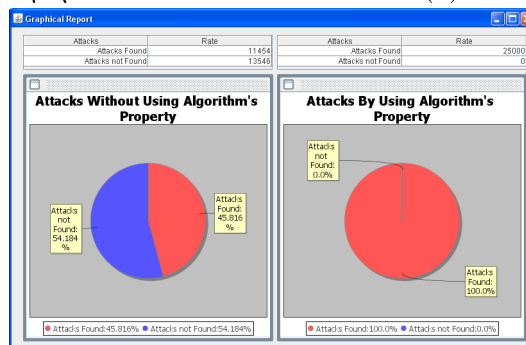 Graphical Report
Attacks Rate
Attacks Found 11454
Attacks not Found 13546
Attacks Rate
Attacks Found 25000
Attacks not Found 0
Attacks Without Using Algorithm's
Property
Attacks
not
Found:
54.184
%
Attacks
Found:
45.816
%
Attacks Found:45.816% Attacks not Found:54.184%
Attacks By Using Algorithm's
Property
Attacks
not
Found:
0.0%
Attacks
Found:
100.0%
Attacks Found:100.0% Attacks not Found:0.0%